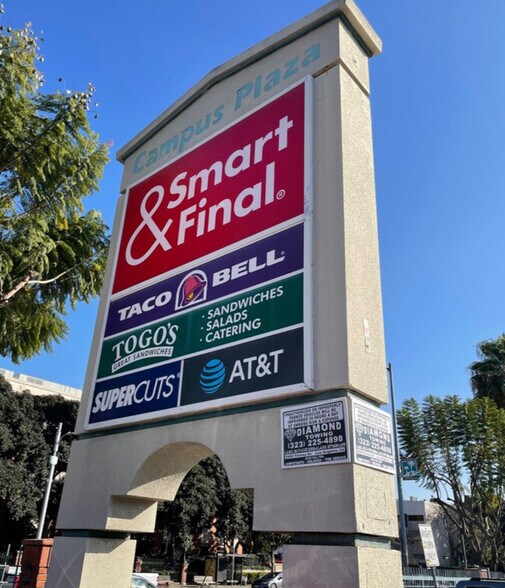 Campus Plaza
Smart
& Final®
TACO BELL
TOGO'S
GREAT SANDWICHES
· SANDWICHES
· SALADS
· CATERING
SUPERCUTS®
AT&T
DIAMOND
TOWING
(323) 225-4898
DIAMOND